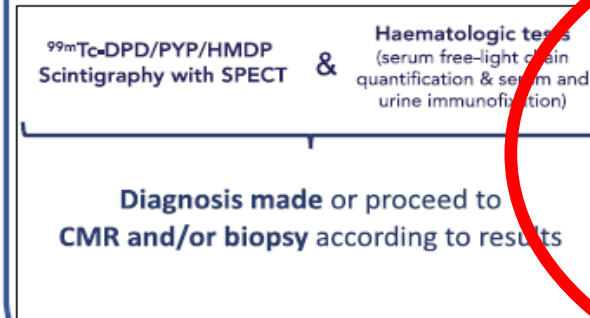 ⁹⁹ᵐTc-DPD/PYP/HMDP
Scintigraphy with SPECT
&
Haematologic tests
(serum free-light chain
quantification & serum and
urine immunofixation)
Diagnosis made or proceed to
CMR and/or biopsy according to results